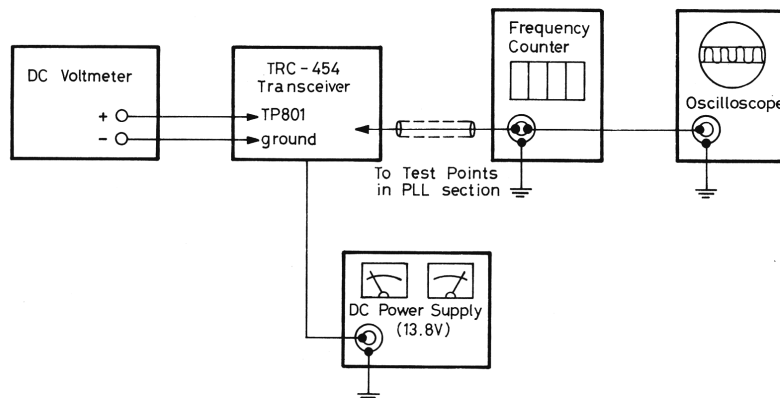 DC Voltmeter
+
-
TRC-454
Transceiver
TP801
ground
To Test Points
in PLL section
Frequency
Counter
Oscilloscope
DC Power Supply
(13.8V)